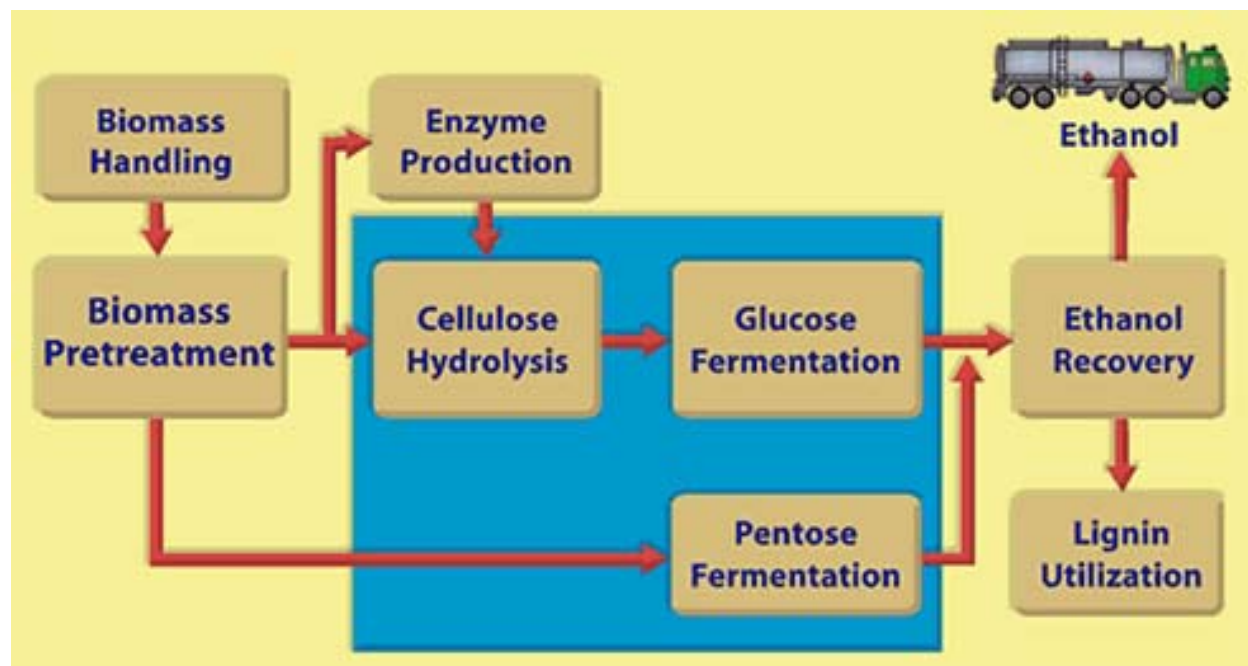 Biomass
Handling
Enzyme
Production
Ethanol
Biomass
Pretreatment
Cellulose
Hydrolysis
Glucose
Fermentation
Ethanol
Recovery
Pentose
Fermentation
Lignin
Utilization